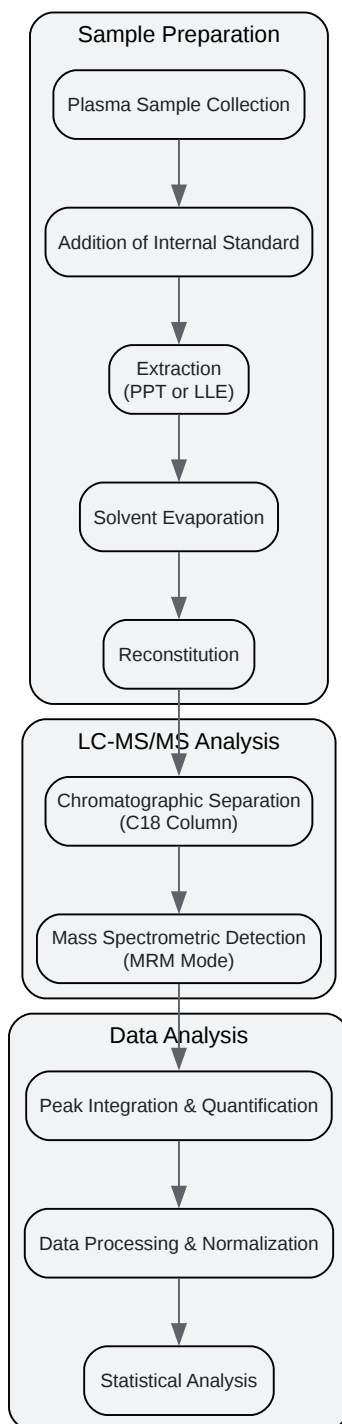 Sample Preparation
Plasma Sample Collection
Addition of Internal Standard
Extraction
(PPT or LLE)
Solvent Evaporation
Reconstitution
LC-MS/MS Analysis
Chromatographic Separation
(C18 Column)
Mass Spectrometric Detection
(MRM Mode)
Data Analysis
Peak Integration & Quantification
Data Processing & Normalization
Statistical Analysis